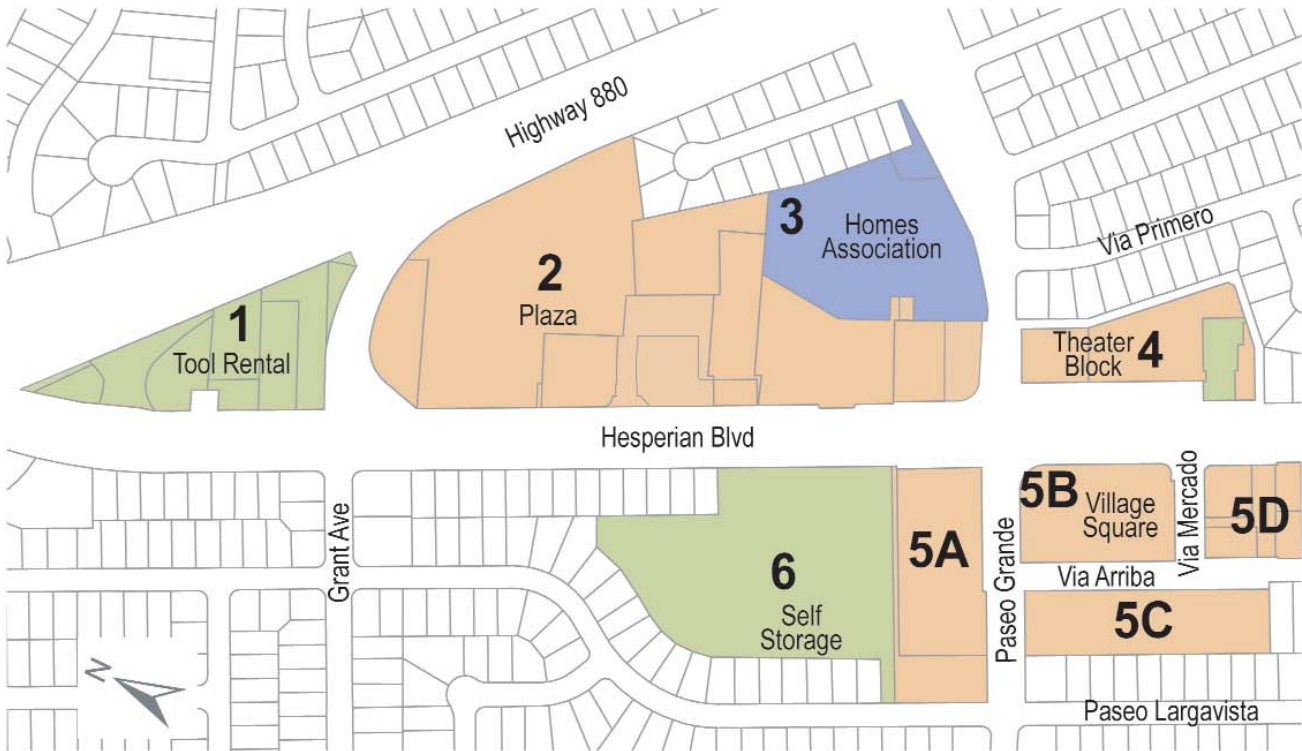 Highway 880
3
Homes
Association
Via Primero
2
Plaza
1
Tool Rental
Theater
Block
4
Hesperian Blvd
5B
Village
Square
Via Mercado
5D
5A
Paseo Grande
Grant Ave
6
Self
Storage
Via Arriba
5C
N
Paseo Largavista